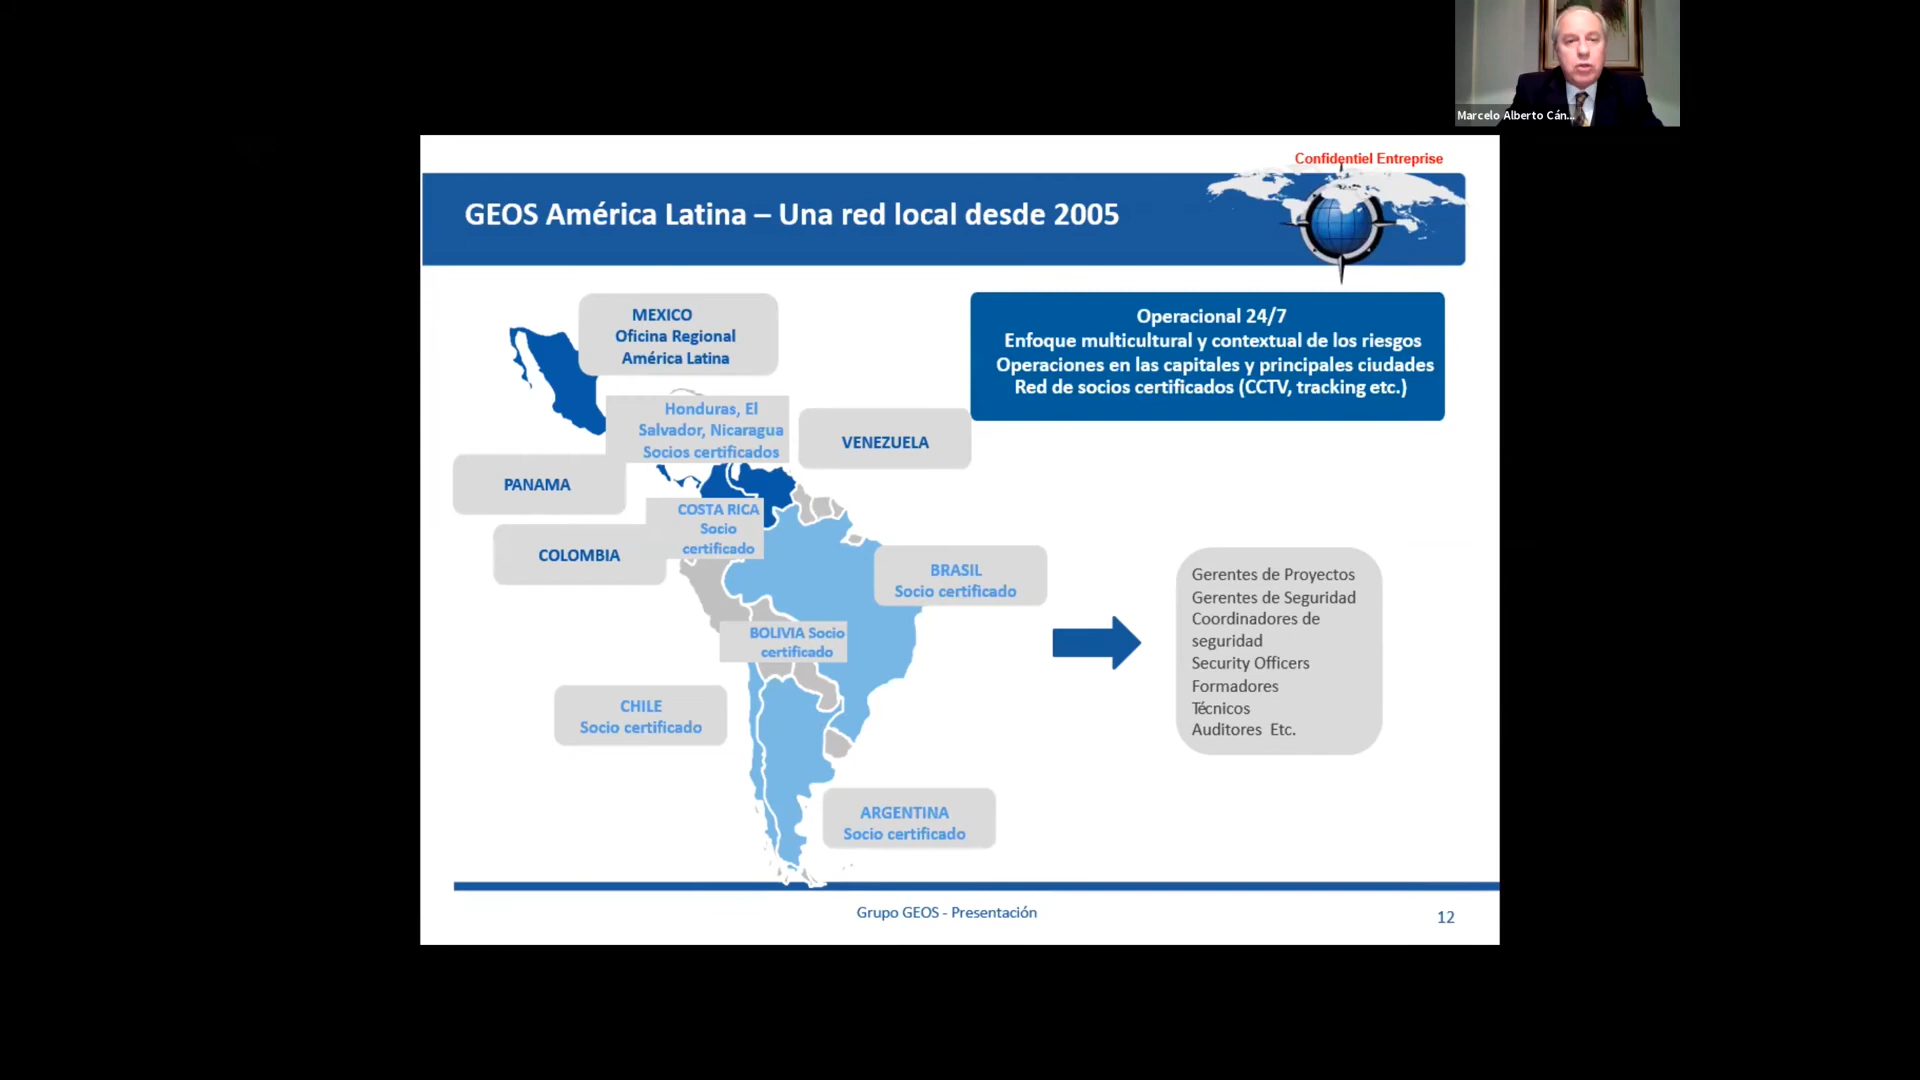 Marcelo Alberto Cán...
Confidentiel Entreprise
GEOS América Latina – Una red local desde 2005
MEXICO
Oficina Regional
América Latina
Operacional 24/7
Enfoque multicultural y contextual de los riesgos
Operaciones en las capitales y principales ciudades
Red de socios certificados (CCTV, tracking etc.)
Honduras, El
Salvador, Nicaragua
Socios certificados
VENEZUELA
PANAMA
COSTA RICA
Socio
certificado
COLOMBIA
BRASIL
Socio certificado
BOLIVIA Socio
certificado
CHILE
Socio certificado
ARGENTINA
Socio certificado
Gerentes de Proyectos
Gerentes de Seguridad
Coordinadores de
seguridad
Security Officers
Formadores
Técnicos
Auditores Etc.
Grupo GEOS - Presentación
12